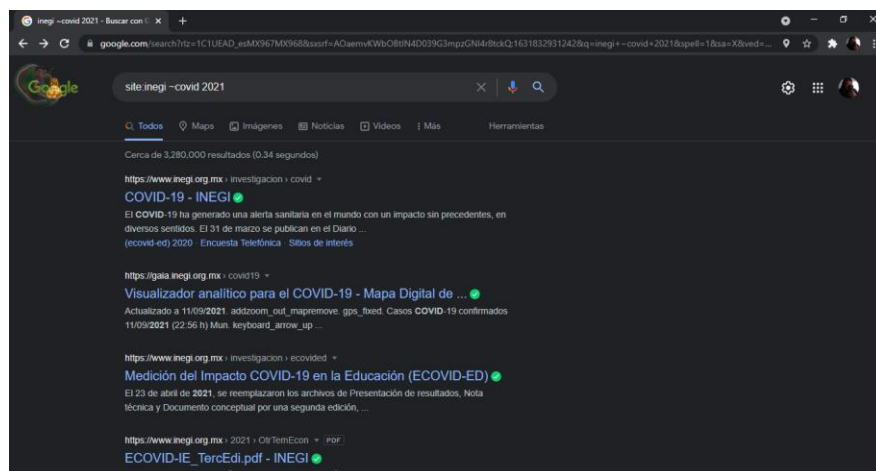 inegi ~covid 2021 - Buscar con G
google.com/search?rlz=1C1UEAD_esMX967MX968&sxsrf=AOaemvKWbO8tIN4D039G3mpzGNl4r8tckQ:1631832931242&q=inegi+~covid+2021&spell=1&sa=X&ved=...
Google
site:inegi ~covid 2021
Todos Maps Imágenes Noticias Videos Más Herramientas
Cerca de 3,280,000 resultados (0.34 segundos)
https://www.inegi.org.mx › investigacion › covid
COVID-19 - INEGI
El COVID-19 ha generado una alerta sanitaria en el mundo con un impacto sin precedentes, en
diversos sentidos. El 31 de marzo se publican en el Diario ...
(ecovid-ed) 2020 · Encuesta Telefónica · Sitios de interés
https://gaia.inegi.org.mx › covid19
Visualizador analítico para el COVID-19 - Mapa Digital de ...
Actualizado a 11/09/2021. addzoom_out_mapremove. gps_fixed. Casos COVID-19 confirmados
11/09/2021 (22:56 h) Mun. keyboard_arrow_up ...
https://www.inegi.org.mx › investigacion › ecovided
Medición del Impacto COVID-19 en la Educación (ECOVID-ED)
El 23 de abril de 2021, se reemplazaron los archivos de Presentación de resultados, Nota
técnica y Documento conceptual por una segunda edición, ...
https://www.inegi.org.mx › 2021 › OtrTemEcon PDF
ECOVID-IE_TercEdi.pdf - INEGI